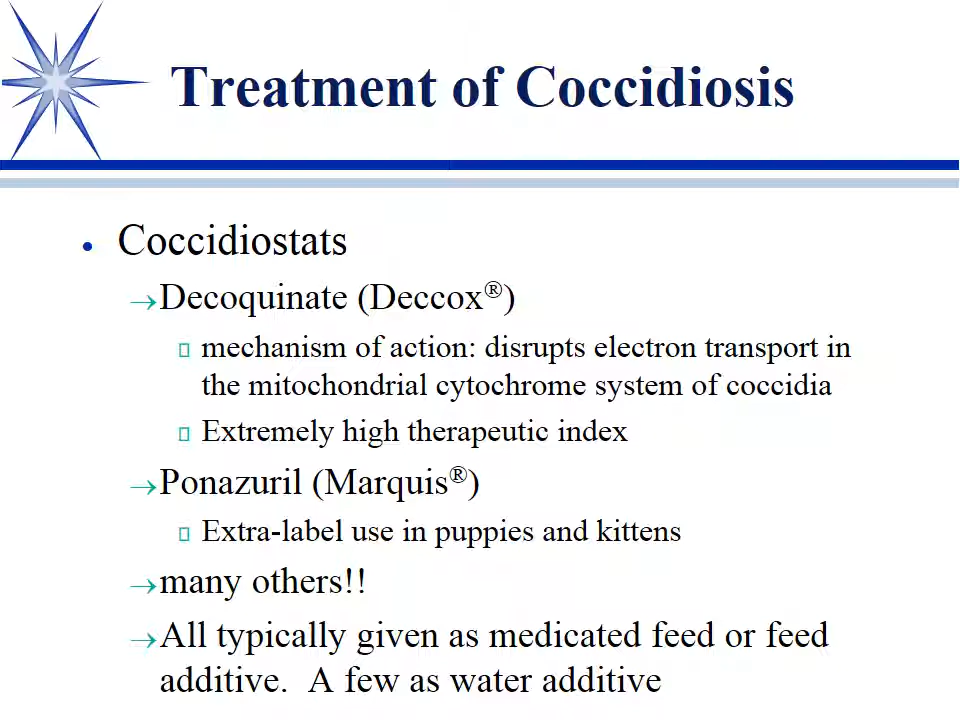 Treatment of Coccidiosis
• Coccidiostats
→Decoquinate (Deccox®)
▯ mechanism of action: disrupts electron transport in
the mitochondrial cytochrome system of coccidia
▯ Extremely high therapeutic index
→Ponazuril (Marquis®)
▯ Extra-label use in puppies and kittens
→many others!!
→All typically given as medicated feed or feed
additive.  A few as water additive